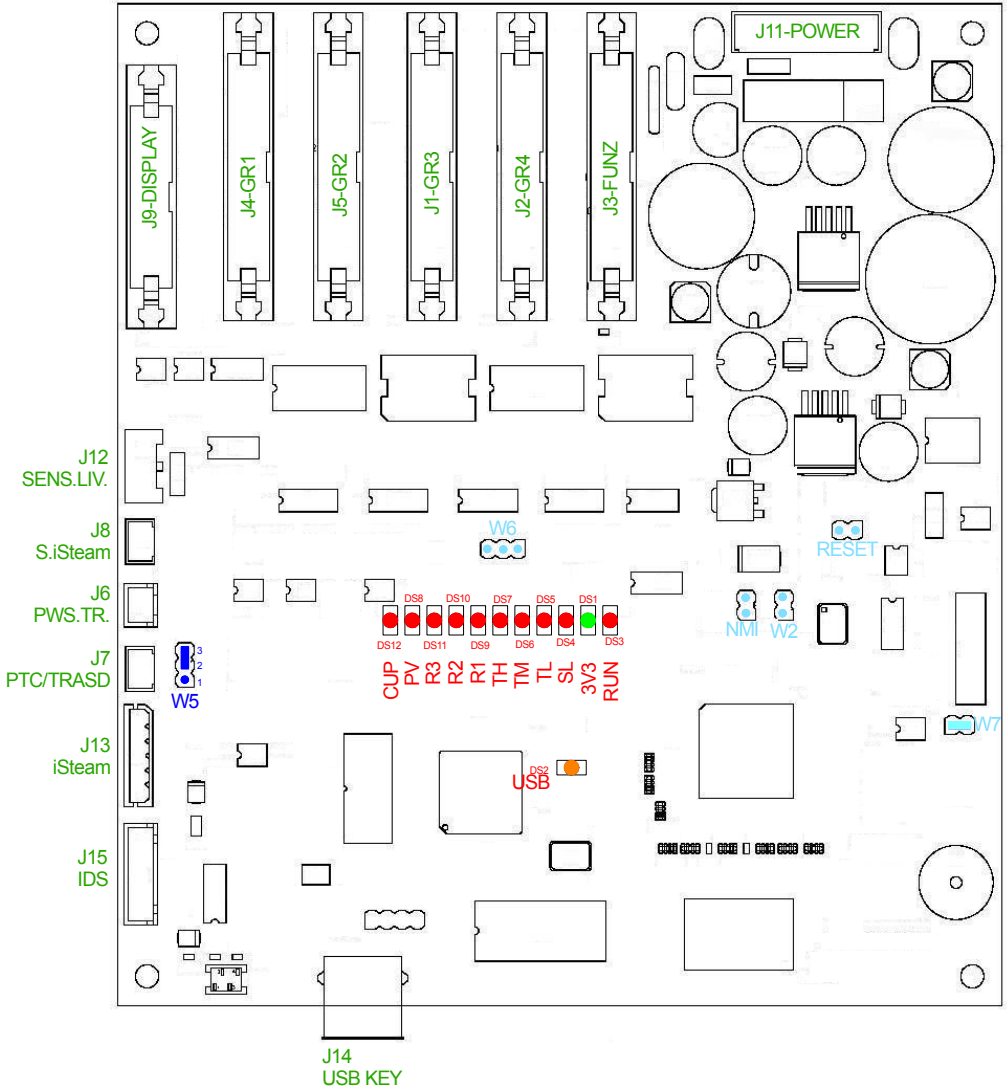 J11-POWER
J9-DISPLAY
J4-GR1
J5-GR2
J1-GR3
J2-GR4
J3-FUNZ
J12
SENS.LIV.
J8
S.iSteam
W6
RESET
J6
PWS.TR.
DS8
DS10
DS7
DS5
DS1
NMI
W2
DS12
DS11
DS9
DS6
DS4
DS3
J7
PTC/TRASD
3
2
1
W5
CUP
PV
R3
R2
R1
TH
TM
TL
SL
3V3
RUN
W7
J13
iSteam
DS2
USB
J15
IDS
J14
USB KEY